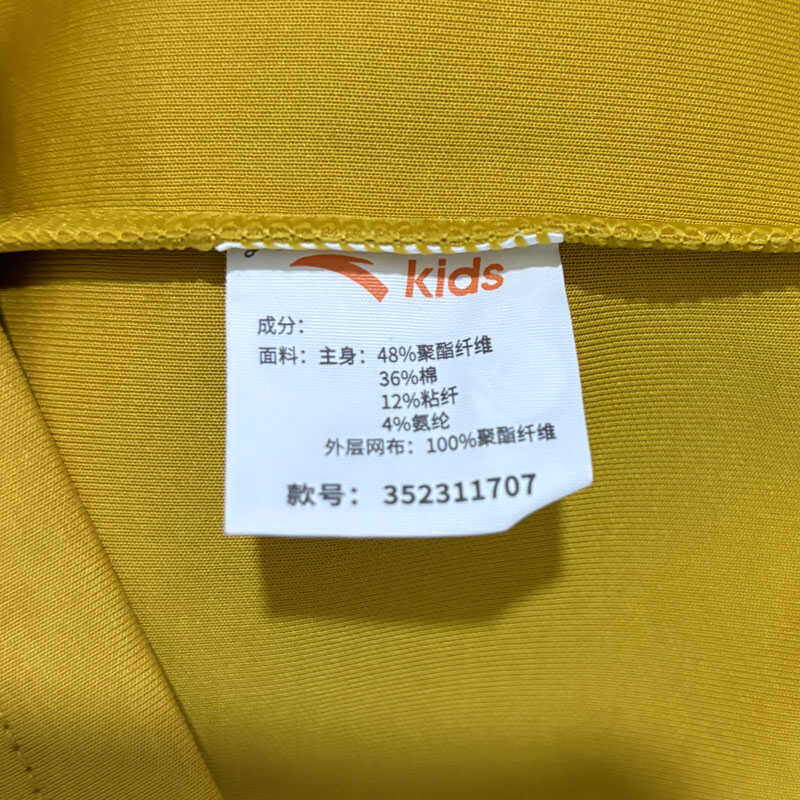 kids
成分：
面料：主身：48%聚酯纤维
36%棉
12%粘纤
4%氨纶
外层网布：100%聚酯纤维
款号：352311707